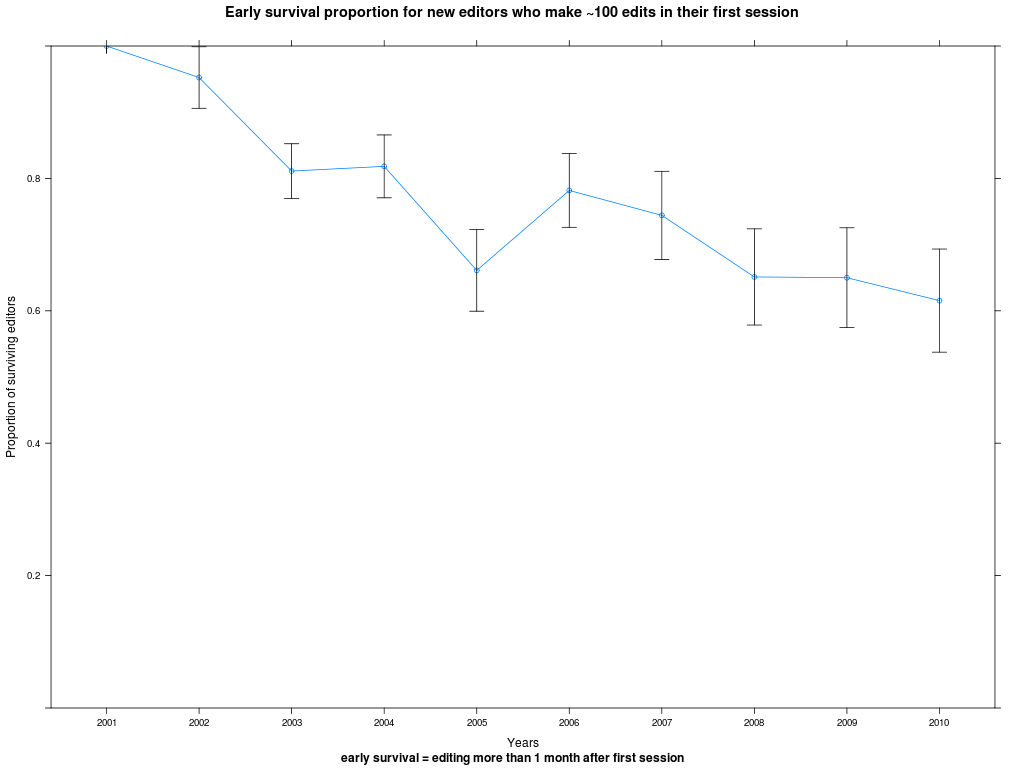 Early survival proportion for new editors who make ~100 edits in their first session
Proportion of surviving editors
0.8
0.6
0.4
0.2
2001 2002 2003 2004 2005 2006 2007 2008 2009 2010
Years
early survival = editing more than 1 month after first session